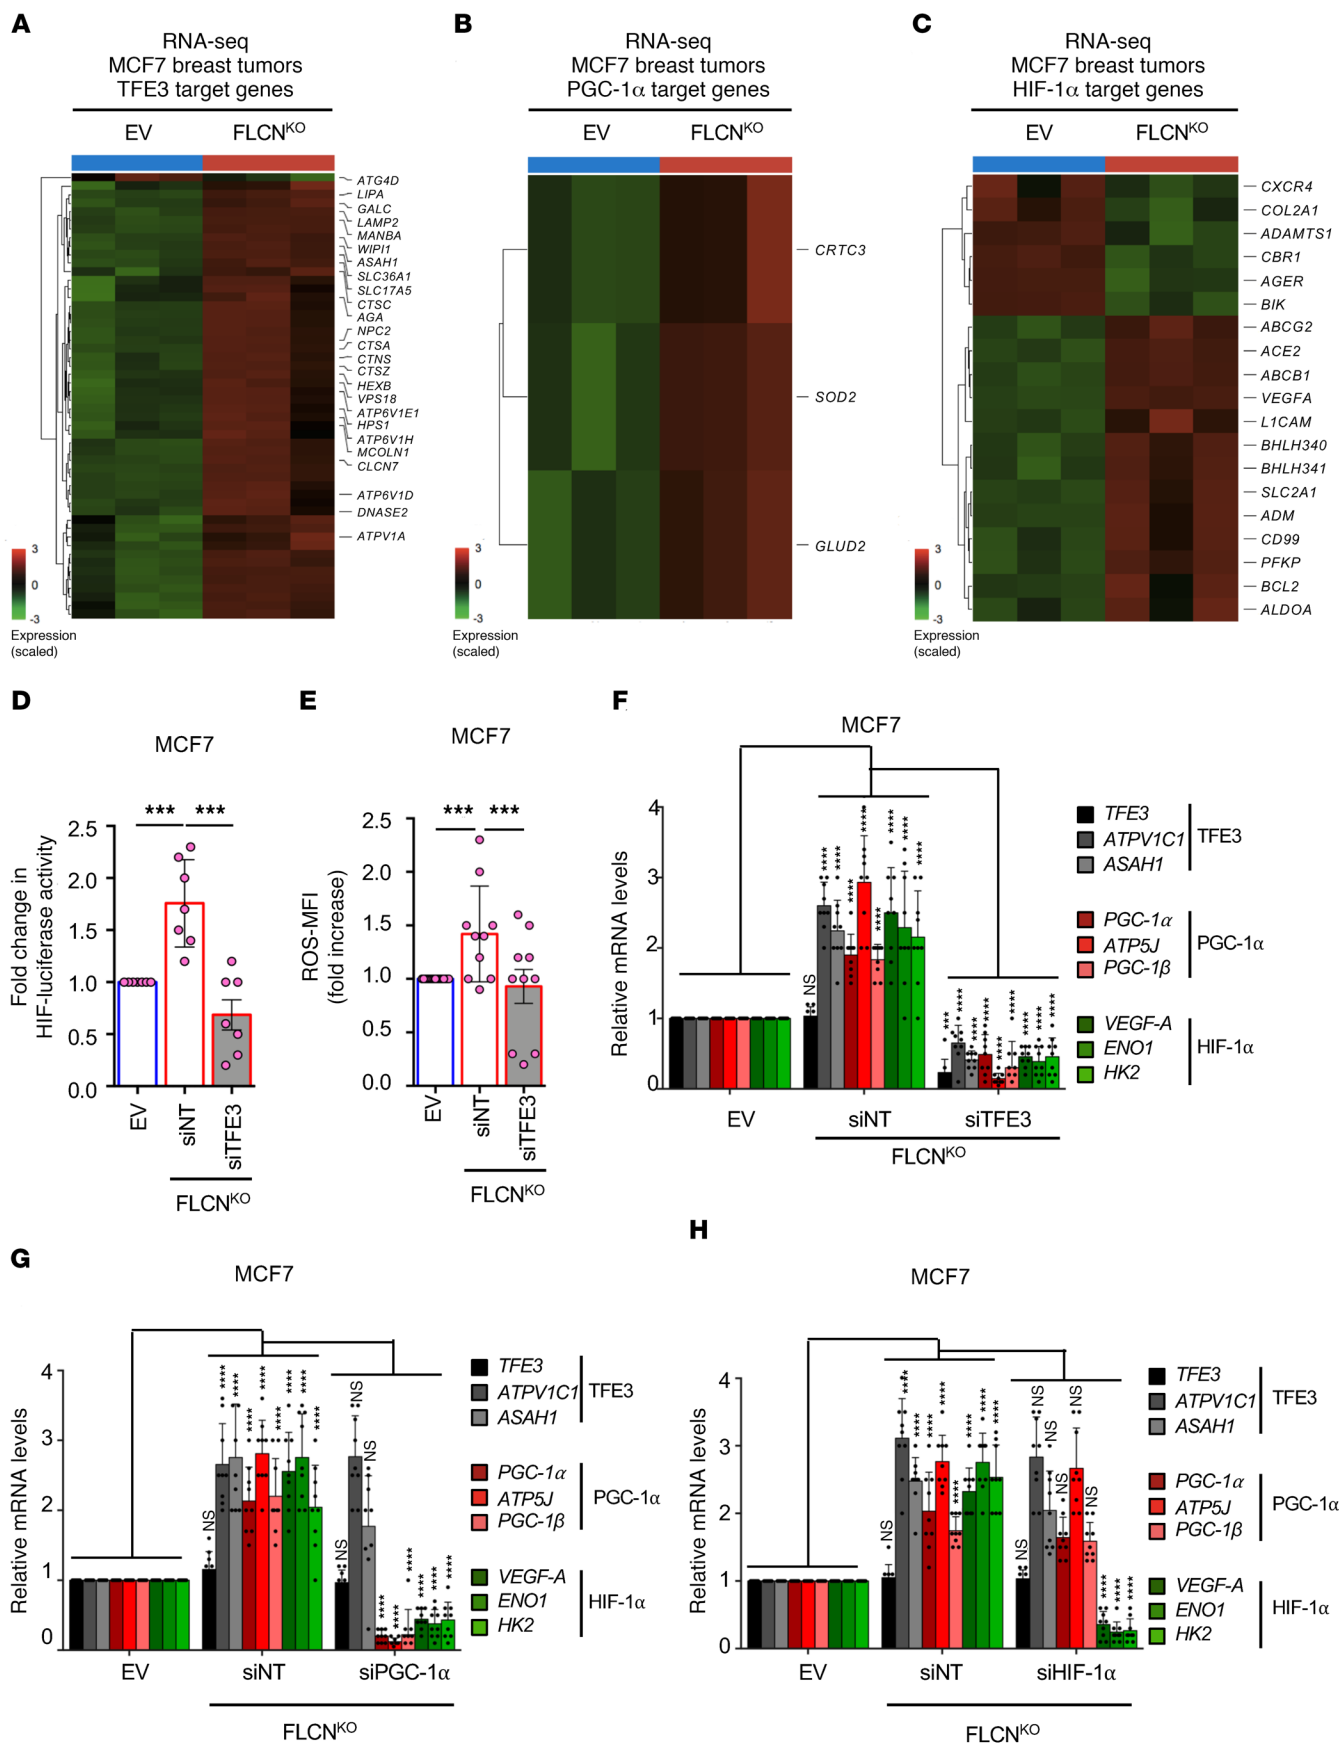 A
RNA-seq
MCF7 breast tumors
TFE3 target genes
EV
FLCNKO
ATG4D
LIPA
GALC
LAMP2
MANBA
WIPI1
ASAH1
SLC36A1
SLC17A5
CTSC
AGA
NPC2
CTSA
CTNS
CTSZ
HEXB
VPS18
ATP6V1E1
HPS1
ATP6V1H
MCOLN1
CLCN7
ATP6V1D
DNASE2
ATPV1A
3
0
-3
Expression
(scaled)
B
RNA-seq
MCF7 breast tumors
PGC-1α target genes
EV
FLCNKO
CRTC3
SOD2
GLUD2
3
0
-3
Expression
(scaled)
C
RNA-seq
MCF7 breast tumors
HIF-1α target genes
EV
FLCNKO
CXCR4
COL2A1
ADAMTS1
CBR1
AGER
BIK
ABCG2
ACE2
ABCB1
VEGFA
L1CAM
BHLH340
BHLH341
SLC2A1
ADM
CD99
PFKP
BCL2
ALDOA
3
0
-3
Expression
(scaled)
D
MCF7
Fold change in
HIF-luciferase activity
2.5
2.0
1.5
1.0
0.5
0.0
*** ***
EV
siNT
siTFE3
FLCNKO
E
MCF7
ROS-MFI
(fold increase)
2.5
2.0
1.5
1.0
0.5
0.0
*** ***
EV
siNT
siTFE3
FLCNKO
F
MCF7
Relative mRNA levels
4
3
2
1
0
NS **** **** **** **** **** **** **** ****
*** **** **** **** **** **** **** **** ****
EV
siNT
siTFE3
FLCNKO
TFE3
ATPV1C1
ASAH1
TFE3
PGC-1α
ATP5J
PGC-1β
PGC-1α
VEGF-A
ENO1
HK2
HIF-1α
G
MCF7
Relative mRNA levels
4
3
2
1
0
NS **** **** **** **** **** **** **** ****
NS NS NS **** **** **** **** **** ****
EV
siNT
siPGC-1α
FLCNKO
TFE3
ATPV1C1
ASAH1
TFE3
PGC-1α
ATP5J
PGC-1β
PGC-1α
VEGF-A
ENO1
HK2
HIF-1α
H
MCF7
Relative mRNA levels
4
3
2
1
0
NS **** **** **** **** **** **** **** ****
NS NS NS NS NS NS **** **** ****
EV
siNT
siHIF-1α
FLCNKO
TFE3
ATPV1C1
ASAH1
TFE3
PGC-1α
ATP5J
PGC-1β
PGC-1α
VEGF-A
ENO1
HK2
HIF-1α